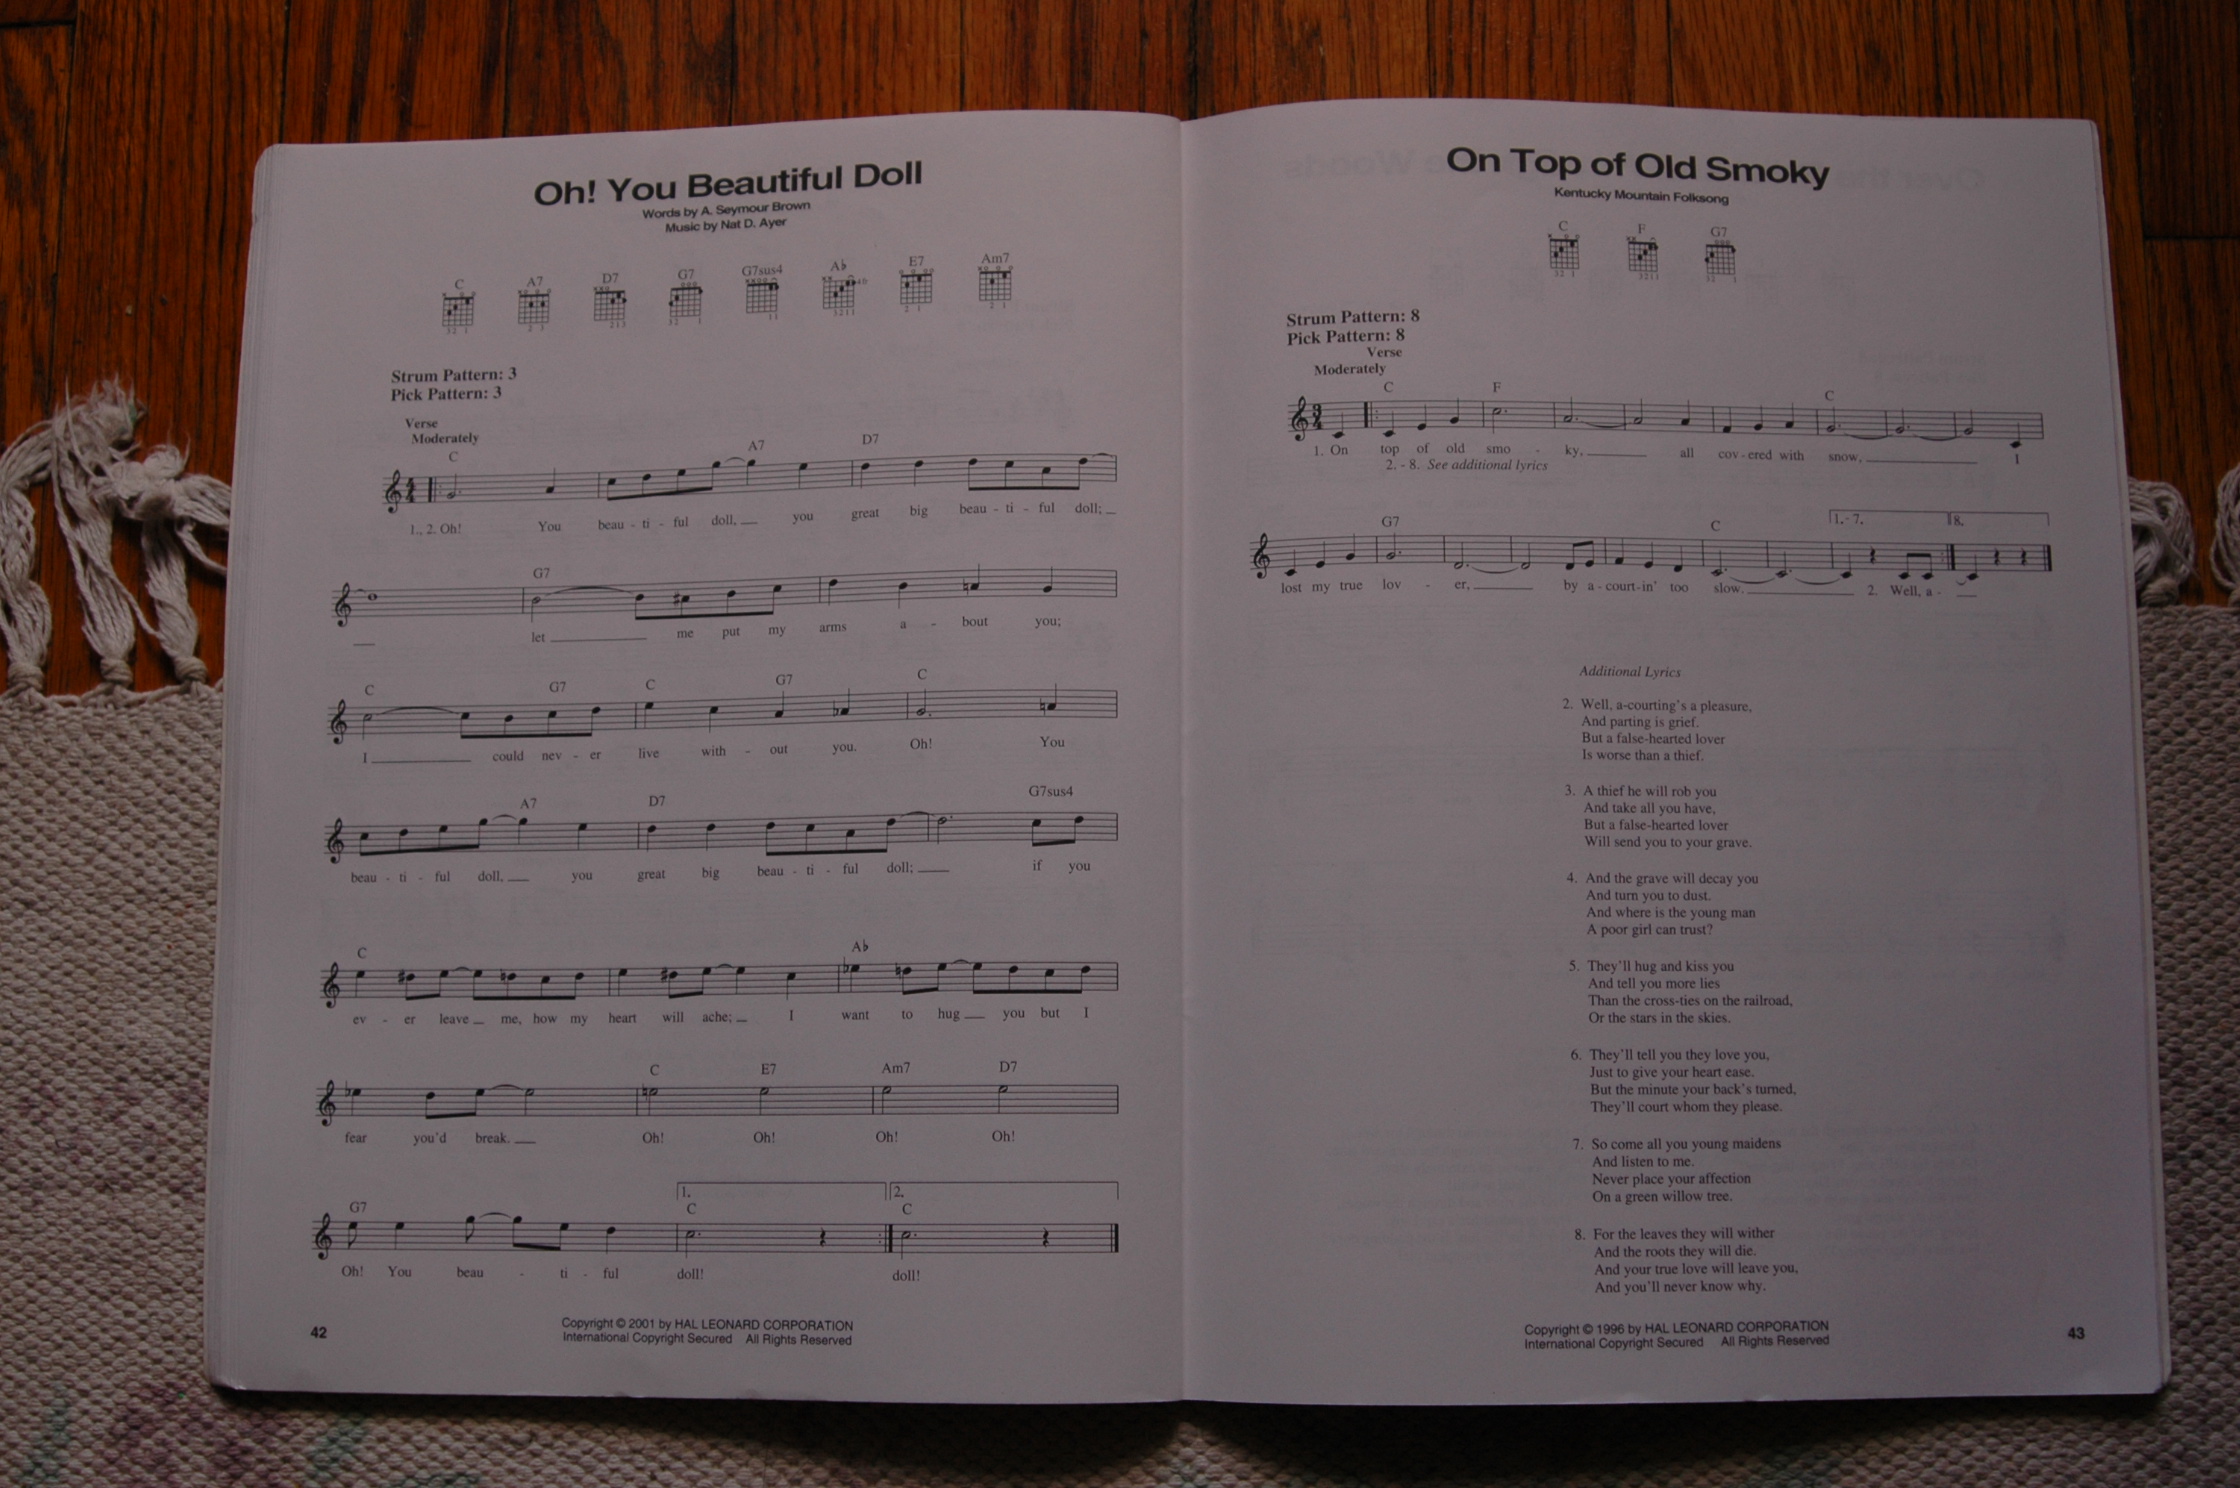 Oh! You Beautiful Doll
Words by A. Seymour Brown
Music by Nat D. Ayer
C A7 D7 G7 G7sus4 A♭ E7 Am7
Strum Pattern: 3
Pick Pattern: 3
Verse
Moderately
C A7 D7
1., 2. Oh! You beau - ti - ful doll, you great big beau - ti - ful doll;
G7
let me put my arms a - bout you;
C G7 C G7 C
I could nev - er live with - out you. Oh! You
A7 D7 G7sus4
beau - ti - ful doll, you great big beau - ti - ful doll; if you
C A♭
ev - er leave me, how my heart will ache; I want to hug you but I
C E7 Am7 D7
fear you'd break. Oh! Oh! Oh! Oh!
1. 2.
G7 C C
Oh! You beau - ti - ful doll! doll!
Copyright © 2001 by HAL LEONARD CORPORATION
International Copyright Secured All Rights Reserved
42
On Top of Old Smoky
Kentucky Mountain Folksong
C F G7
Strum Pattern: 8
Pick Pattern: 8
Verse
Moderately
C F C
1. On top of old smo - ky, all cov - ered with snow, I
2. - 8. See additional lyrics
G7 C 1. - 7. 8.
lost my true lov - er, by a - court - in' too slow. 2. Well, a -
Additional Lyrics
2. Well, a-courting's a pleasure,
And parting is grief.
But a false-hearted lover
Is worse than a thief.
3. A thief he will rob you
And take all you have,
But a false-hearted lover
Will send you to your grave.
4. And the grave will decay you
And turn you to dust.
And where is the young man
A poor girl can trust?
5. They'll hug and kiss you
And tell you more lies
Than the cross-ties on the railroad,
Or the stars in the skies.
6. They'll tell you they love you,
Just to give your heart ease.
But the minute your back's turned,
They'll court whom they please.
7. So come all you young maidens
And listen to me.
Never place your affection
On a green willow tree.
8. For the leaves they will wither
And the roots they will die.
And your true love will leave you,
And you'll never know why.
Copyright © 1996 by HAL LEONARD CORPORATION
International Copyright Secured All Rights Reserved
43